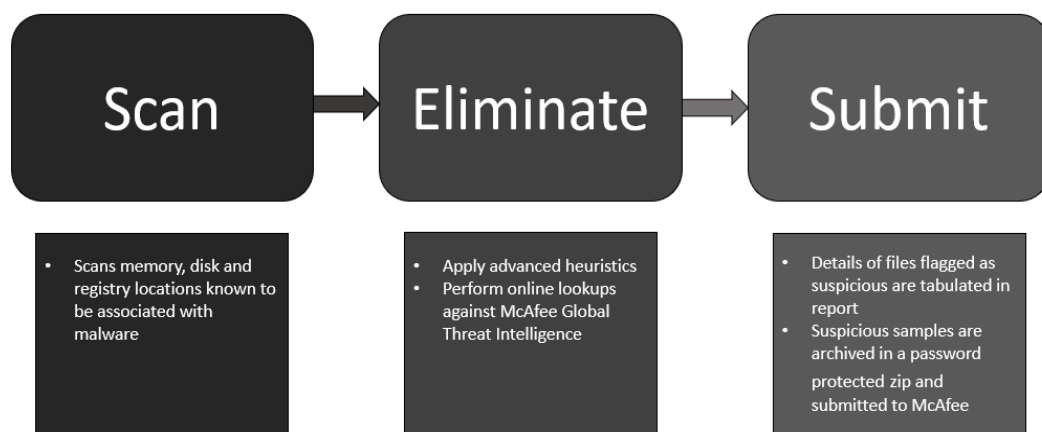 Scan
Eliminate
Submit
• Scans memory, disk and
registry locations known to
be associated with
malware
• Apply advanced heuristics
• Perform online lookups
against McAfee Global
Threat Intelligence
• Details of files flagged as
suspicious are tabulated in
report
• Suspicious samples are
archived in a password
protected zip and
submitted to McAfee